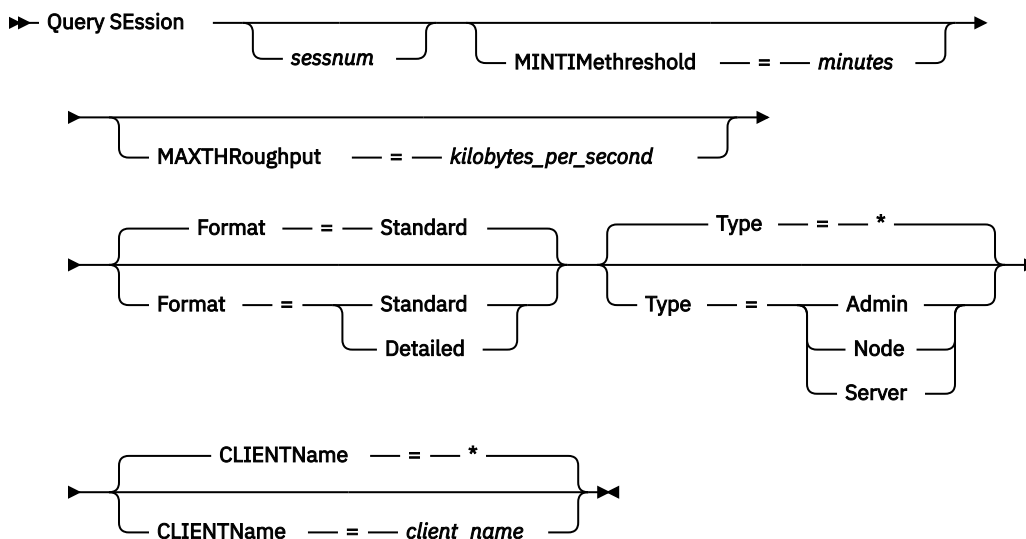 Query SEssion
sessnum
MINTIMethreshold = minutes
MAXTHRoughput = kilobytes_per_second
Format = Standard
Type = *
Format = Standard
Type = Admin
Detailed
Node
Server
CLIENTName = *
CLIENTName = client_name